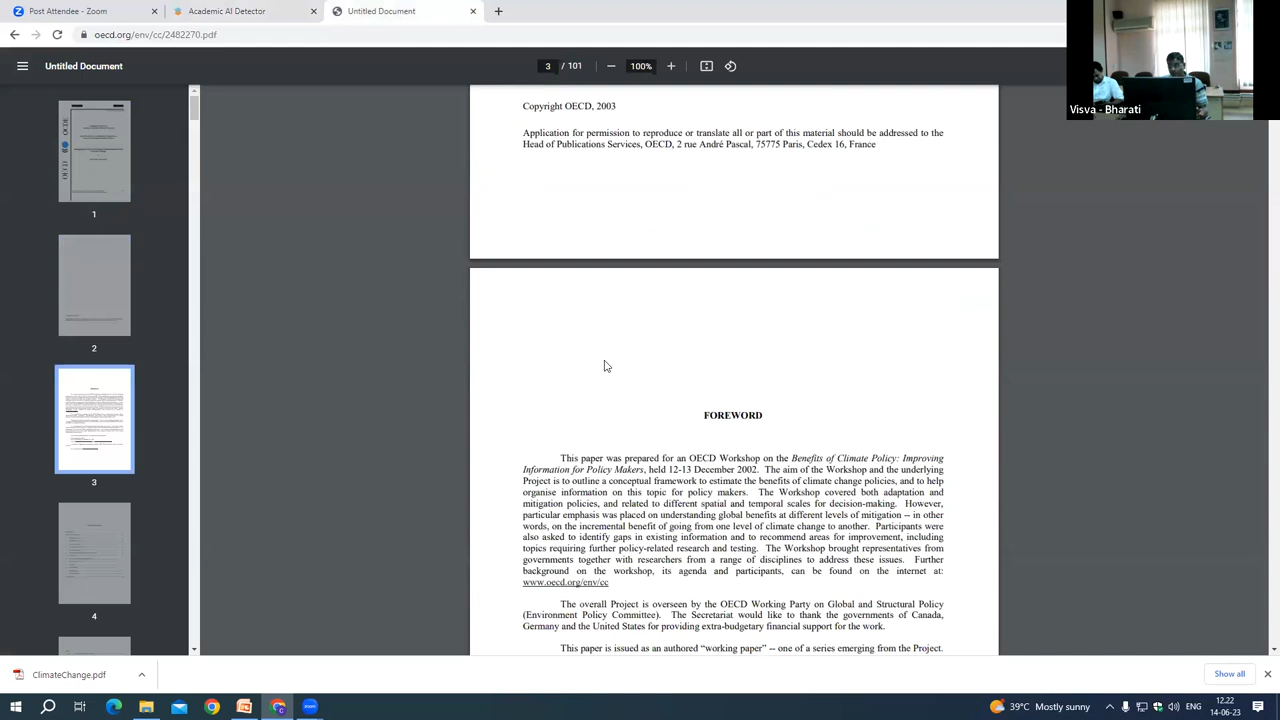 Post Attendee - Zoom
Academic AI Detector
Untitled Document
oecd.org/env/cc/2482270.pdf
Untitled Document
3 / 101
100%
Visva - Bharati
1
2
3
4
Copyright OECD, 2003
Application for permission to reproduce or translate all or part of this material should be addressed to the
Head of Publications Services, OECD, 2 rue André Pascal, 75775 Paris, Cedex 16, France
FOREWORD
This paper was prepared for an OECD Workshop on the Benefits of Climate Policy: Improving
Information for Policy Makers, held 12-13 December 2002. The aim of the Workshop and the underlying
Project is to outline a conceptual framework to estimate the benefits of climate change policies, and to help
organise information on this topic for policy makers. The Workshop covered both adaptation and
mitigation policies, and related to different spatial and temporal scales for decision-making. However,
particular emphasis was placed on understanding global benefits at different levels of mitigation -- in other
words, on the incremental benefit of going from one level of climate change to another. Participants were
also asked to identify gaps in existing information and to recommend areas for improvement, including
topics requiring further policy-related research and testing. The Workshop brought representatives from
governments together with researchers from a range of disciplines to address these issues. Further
background on the workshop, its agenda and participants, can be found on the internet at:
www.oecd.org/env/cc
The overall Project is overseen by the OECD Working Party on Global and Structural Policy
(Environment Policy Committee). The Secretariat would like to thank the governments of Canada,
Germany and the United States for providing extra-budgetary financial support for the work.
This paper is issued as an authored “working paper” -- one of a series emerging from the Project.
ClimateChange.pdf
Show all
39°C Mostly sunny
ENG
12.22
14-06-23